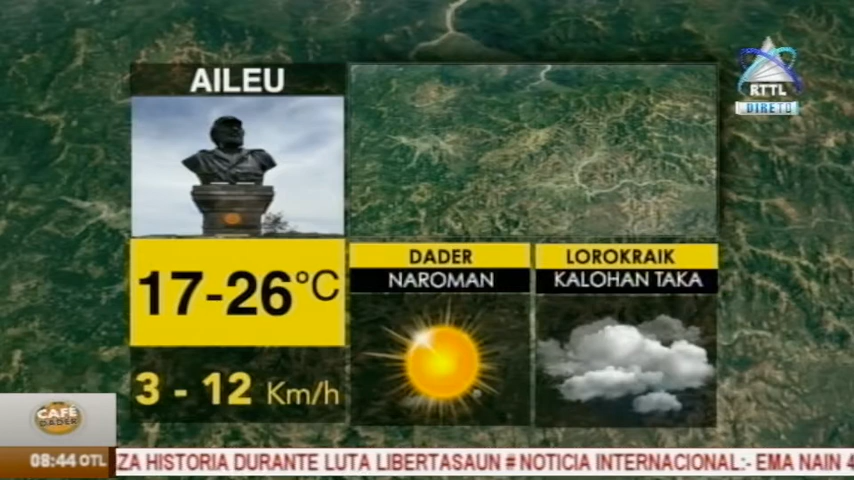 AILEU
RTTL
DIRETO
17-26°C
DADER
NAROMAN
LOROKRAIK
KALOHAN TAKA
3 - 12 Km/h
CAFÉ
DADER
08:44 OTL
ZA HISTORIA DURANTE LUTA LIBERTASAUN # NOTICIA INTERNACIONAL:- EMA NAIN 4